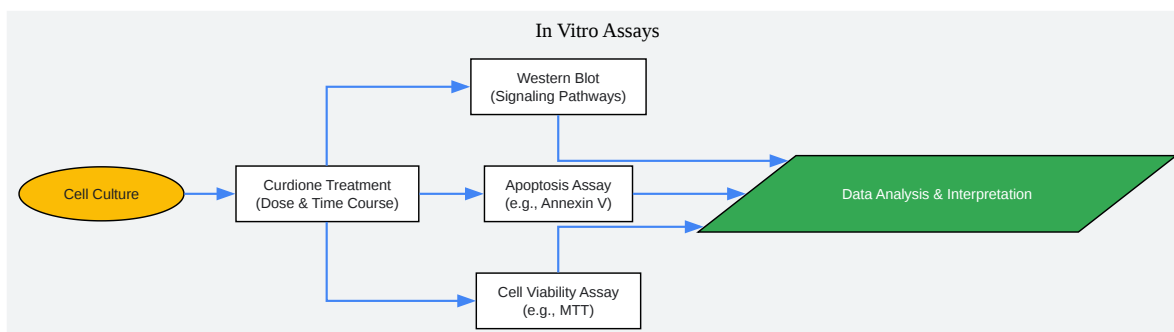 In Vitro Assays
Western Blot
(Signaling Pathways)
Cell Culture
Curdione Treatment
(Dose & Time Course)
Apoptosis Assay
(e.g., Annexin V)
Data Analysis & Interpretation
Cell Viability Assay
(e.g., MTT)